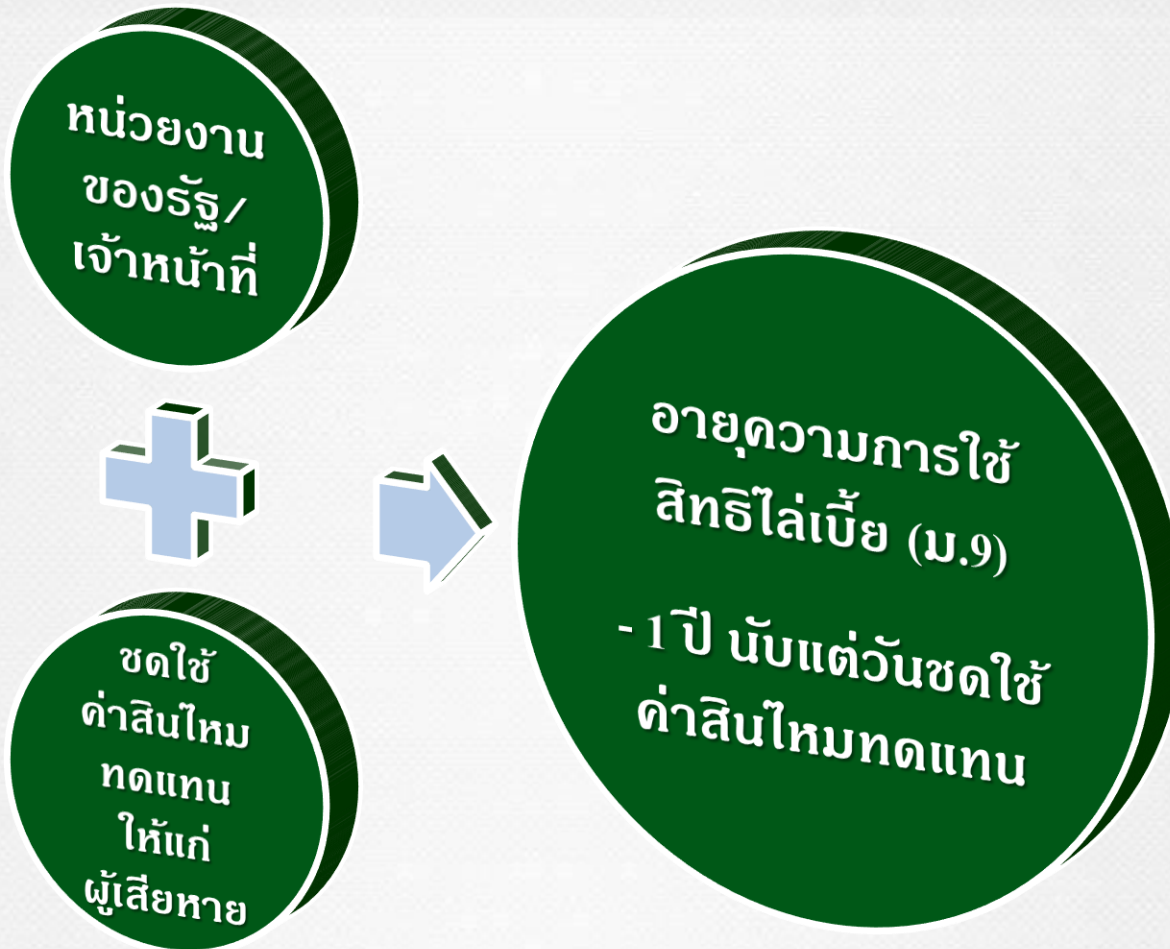 หน่วยงาน
ของรัฐ/
เจ้าหน้าที่
ชดใช้
ค่าสินไหม
ทดแทน
ให้แก่
ผู้เสียหาย
อายุความการใช้
สิทธิไล่เบี้ย (ม.9)
- 1 ปี นับแต่วันชดใช้
ค่าสินไหมทดแทน